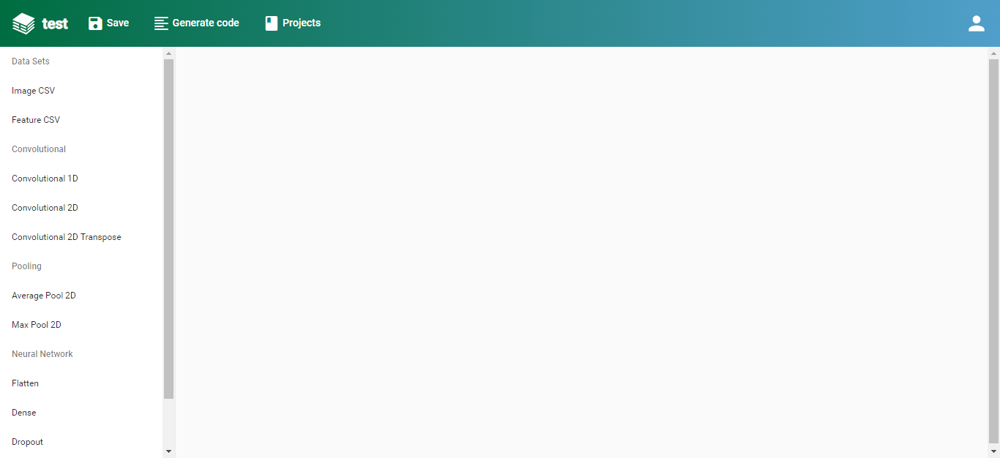 test Save Generate code Projects
Data Sets
Image CSV
Feature CSV
Convolutional
Convolutional 1D
Convolutional 2D
Convolutional 2D Transpose
Pooling
Average Pool 2D
Max Pool 2D
Neural Network
Flatten
Dense
Dropout